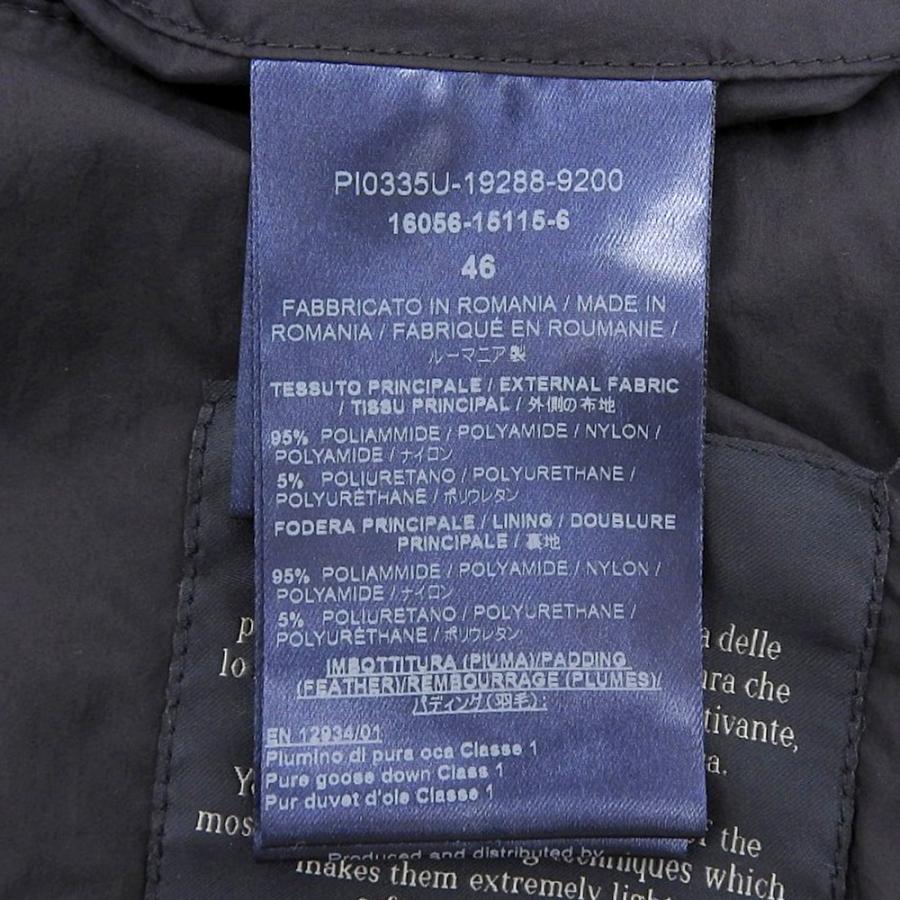 PI0335U-19288-9200
16056-15115-6
46
FABBRICATO IN ROMANIA / MADE IN
ROMANIA / FABRIQUÉ EN ROUMANIE /
ルーマニア製
TESSUTO PRINCIPALE / EXTERNAL FABRIC
/ TISSU PRINCIPAL / 外側の布地
95% POLIAMMIDE / POLYAMIDE / NYLON /
POLYAMIDE / ナイロン
5% POLIURETANO / POLYURETHANE /
POLYURÉTHANE / ポリウレタン
FODERA PRINCIPALE / LINING / DOUBLURE
PRINCIPALE / 裏地
95% POLIAMMIDE / POLYAMIDE / NYLON /
POLYAMIDE / ナイロン
5% POLIURETANO / POLYURETHANE /
POLYURÉTHANE / ポリウレタン
IMBOTTITURA (PIUMA)/PADDING
(FEATHER)/REMBOURRAGE (PLUMES)/
パディング(羽毛):
EN 12934/01
Piumino di pura oca Classe 1
Pure goose down Class 1
Pur duvet d'oie Classe 1
Produced and distributed by
delle
lo
che
ca.
the
makes them extremely
which